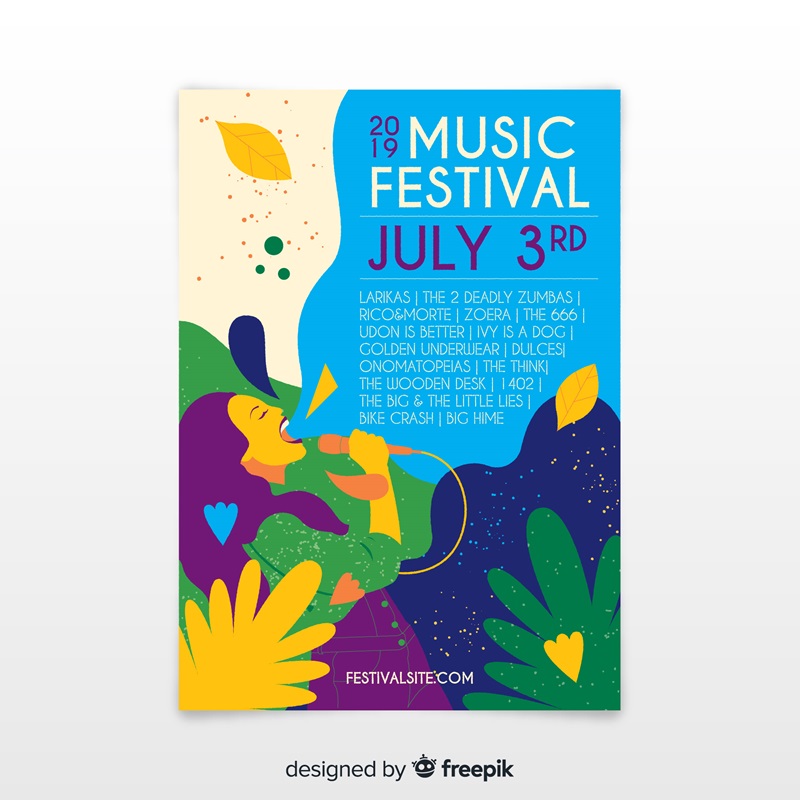 2019 MUSIC
FESTIVAL
JULY 3RD
LARIKAS | THE 2 DEADLY ZUMBAS |
RICO&MORTE | ZOERA | THE 666 |
UDON IS BETTER | IVY IS A DOG |
GOLDEN UNDERWEAR | DULCES|
ONOMATOPEIAS | THE THINK|
THE WOODEN DESK | 1402 |
THE BIG & THE LITTLE LIES |
BIKE CRASH | BIG HIME
FESTIVALSITE.COM
designed by freepik